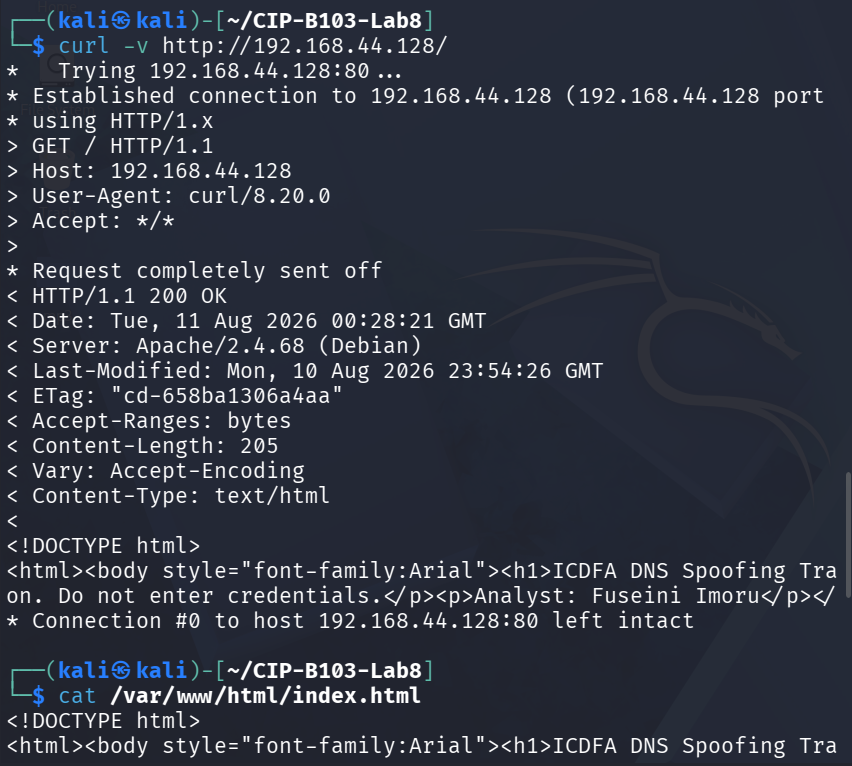 ┌──(kali㉿kali)-[~/CIP-B103-Lab8]
└─$ curl -v http://192.168.44.128/
*   Trying 192.168.44.128:80...
* Established connection to 192.168.44.128 (192.168.44.128 port
* using HTTP/1.x
> GET / HTTP/1.1
> Host: 192.168.44.128
> User-Agent: curl/8.20.0
> Accept: */*
>
* Request completely sent off
< HTTP/1.1 200 OK
< Date: Tue, 11 Aug 2026 00:28:21 GMT
< Server: Apache/2.4.68 (Debian)
< Last-Modified: Mon, 10 Aug 2026 23:54:26 GMT
< ETag: "cd-658ba1306a4aa"
< Accept-Ranges: bytes
< Content-Length: 205
< Vary: Accept-Encoding
< Content-Type: text/html
<
<!DOCTYPE html>
<html><body style="font-family:Arial"><h1>ICDFA DNS Spoofing Tra
on. Do not enter credentials.</p><p>Analyst: Fuseini Imoru</p></
* Connection #0 to host 192.168.44.128:80 left intact
┌──(kali㉿kali)-[~/CIP-B103-Lab8]
└─$ cat /var/www/html/index.html
<!DOCTYPE html>
<html><body style="font-family:Arial"><h1>ICDFA DNS Spoofing Tra